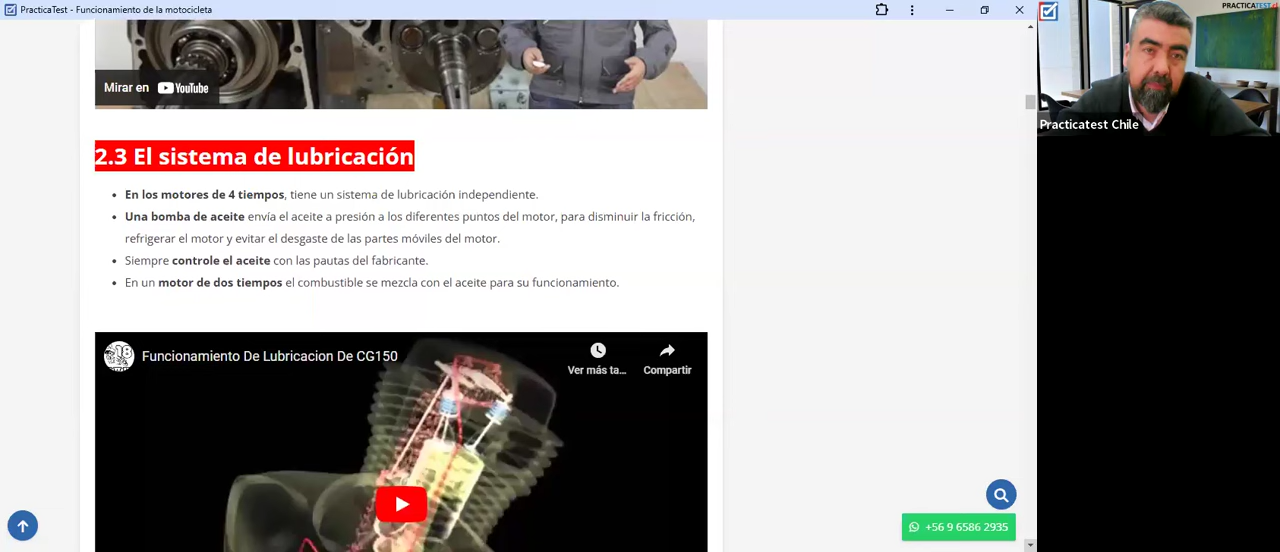 PracticaTest - Funcionamiento de la motocicleta
PRACTICATEST
Mirar en YouTube
Practicatest Chile
2.3 El sistema de lubricación
En los motores de 4 tiempos, tiene un sistema de lubricación independiente.
Una bomba de aceite envía el aceite a presión a los diferentes puntos del motor, para disminuir la fricción,
refrigerar el motor y evitar el desgaste de las partes móviles del motor.
Siempre controle el aceite con las pautas del fabricante.
En un motor de dos tiempos el combustible se mezcla con el aceite para su funcionamiento.
18
Funcionamiento De Lubricacion De CG150
Ver más ta...
Compartir
+56 9 6586 2935